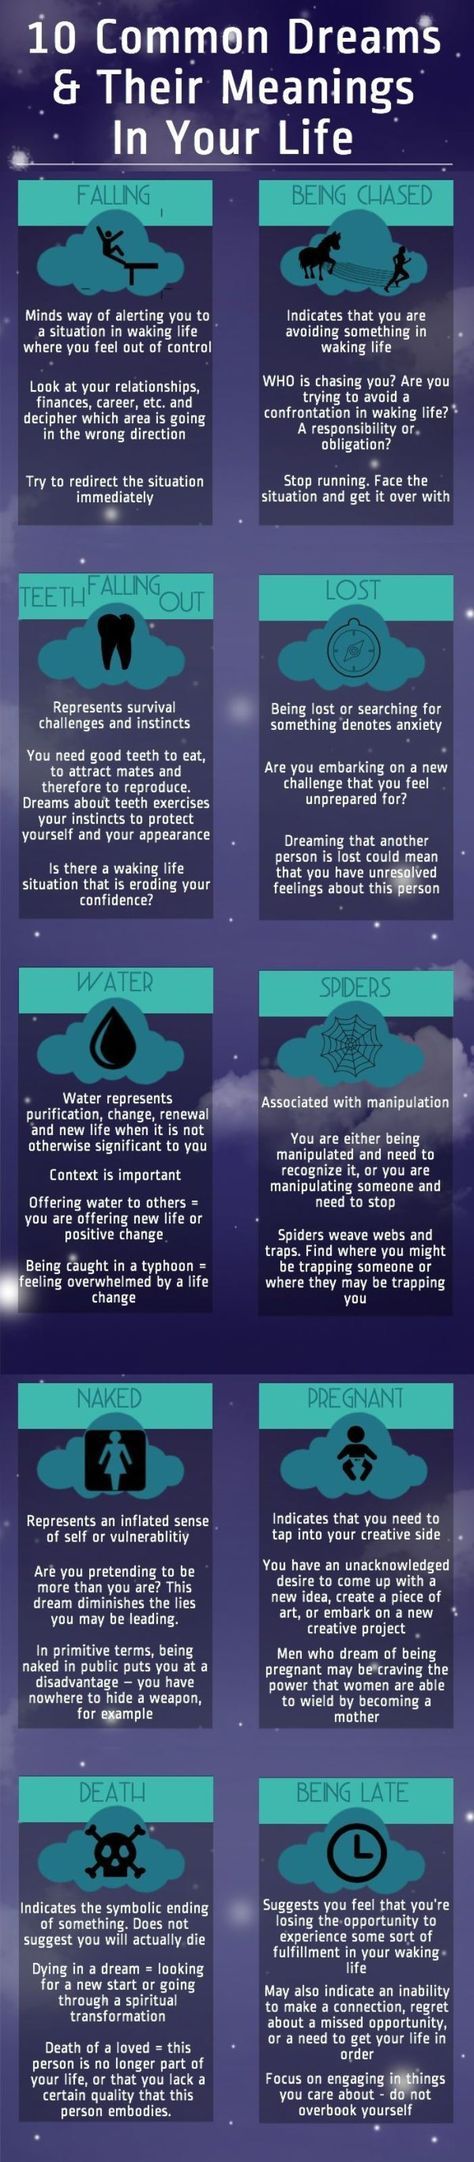 10 Common Dreams
& Their Meanings
In Your Life
FALLING
Minds way of alerting you to
a situation in waking life
where you feel out of control
Look at your relationships,
finances, career, etc. and
decipher which area is going
in the wrong direction
Try to redirect the situation
immediately
BEING CHASED
Indicates that you are
avoiding something in
waking life
WHO is chasing you? Are you
trying to avoid a
confrontation in waking life?
A responsibility or
obligation?
Stop running. Face the
situation and get it over with
TEETH FALLING OUT
Represents survival
challenges and instincts
You need good teeth to eat,
to attract mates and
therefore to reproduce.
Dreams about teeth exercises
your instincts to protect
yourself and your appearance
Is there a waking life
situation that is eroding your
confidence?
LOST
Being lost or searching for
something denotes anxiety
Are you embarking on a new
challenge that you feel
unprepared for?
Dreaming that another
person is lost could mean
that you have unresolved
feelings about this person
WATER
Water represents
purification, change, renewal
and new life when it is not
otherwise significant to you
Context is important
Offering water to others =
you are offering new life or
positive change
Being caught in a typhoon =
feeling overwhelmed by a life
change
SPIDERS
Associated with manipulation
You are either being
manipulated and need to
recognize it, or you are
manipulating someone and
need to stop
Spiders weave webs and
traps. Find where you might
be trapping someone or
where they may be trapping
you
NAKED
Represents an inflated sense
of self or vulnerablitiy
Are you pretending to be
more than you are? This
dream diminishes the lies
you may be leading.
In primitive terms, being
naked in public puts you at a
disadvantage – you have
nowhere to hide a weapon,
for example
PREGNANT
Indicates that you need to
tap into your creative side
You have an unacknowledged
desire to come up with a
new idea, create a piece of
art, or embark on a new
creative project
Men who dream of being
pregnant may be craving the
power that women are able
to wield by becoming a
mother
DEATH
Indicates the symbolic ending
of something. Does not
suggest you will actually die
Dying in a dream = looking
for a new start or going
through a spiritual
transformation
Death of a loved = this
person is no longer part of
your life, or that you lack a
certain quality that this
person embodies.
BEING LATE
Suggests you feel that you're
losing the opportunity to
experience some sort of
fulfillment in your waking
life
May also indicate an inability
to make a connection, regret
about a missed opportunity,
or a need to get your life in
order
Focus on engaging in things
you care about - do not
overbook yourself